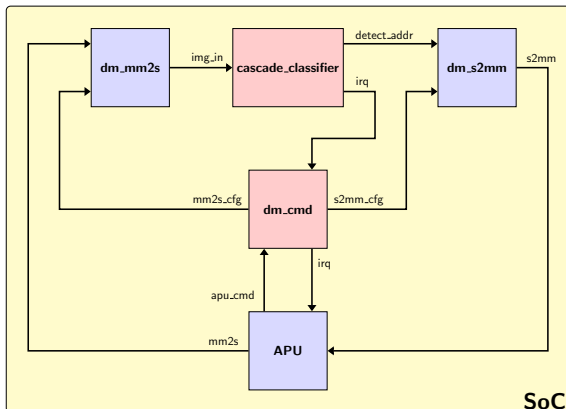 detect_addr
s2mm
img_in
dm_mm2s
cascade_classifier
dm_s2mm
irq
mm2s_cfg
s2mm_cfg
dm_cmd
irq
apu_cmd
mm2s
APU
SoC